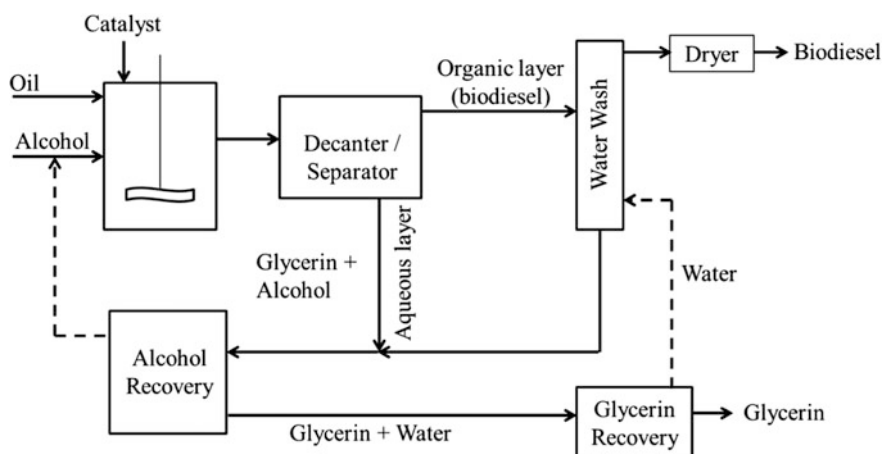 Catalyst
Oil
Alcohol
Decanter /
Separator
Organic layer
(biodiesel)
Water Wash
Dryer
Biodiesel
Glycerin +
Alcohol
Aqueous layer
Water
Alcohol
Recovery
Glycerin + Water
Glycerin
Recovery
Glycerin